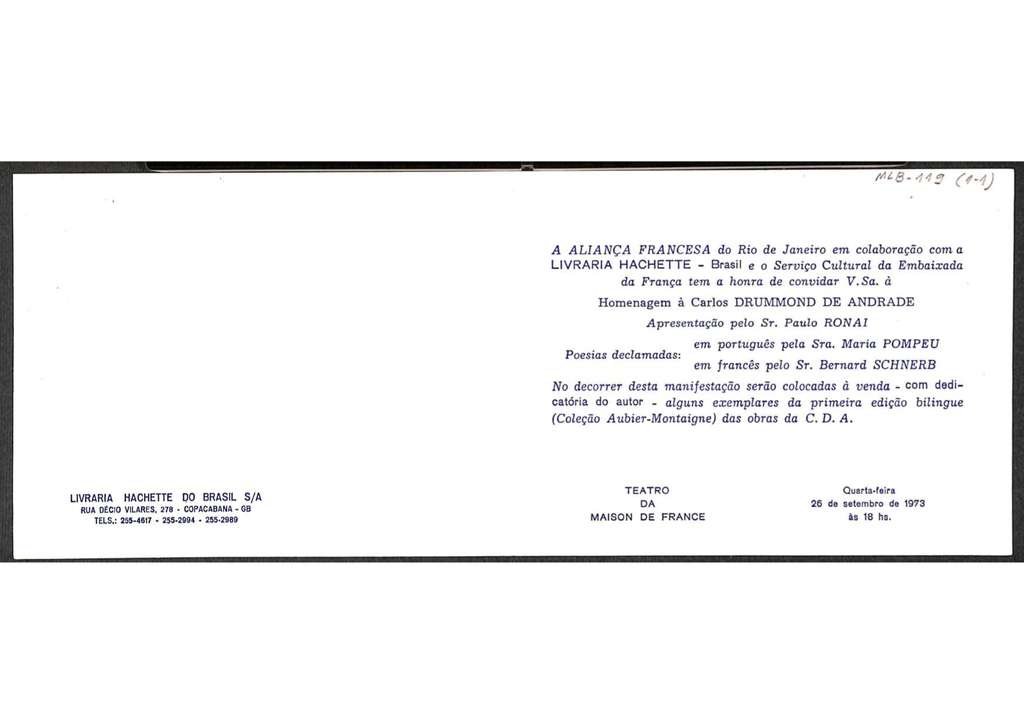 MLB-119 (1-1)
A ALIANÇA FRANCESA do Rio de Janeiro em colaboração com a
LIVRARIA HACHETTE - Brasil e o Serviço Cultural da Embaixada
da França tem a honra de convidar V.Sa. à
Homenagem à Carlos DRUMMOND DE ANDRADE
Apresentação pelo Sr. Paulo RONAI
Poesias declamadas:
em português pela Sra. Maria POMPEU
em francês pelo Sr. Bernard SCHNERB
No decorrer desta manifestação serão colocadas à venda - com dedi-
catória do autor - alguns exemplares da primeira edição bilingue
(Coleção Aubier-Montaigne) das obras da C. D. A.
LIVRARIA HACHETTE DO BRASIL S/A
RUA DÉCIO VILARES, 278 - COPACABANA - GB
TELS.: 255-4617 - 255-2994 - 255-2989
TEATRO
DA
MAISON DE FRANCE
Quarta-feira
26 de setembro de 1973
às 18 hs.